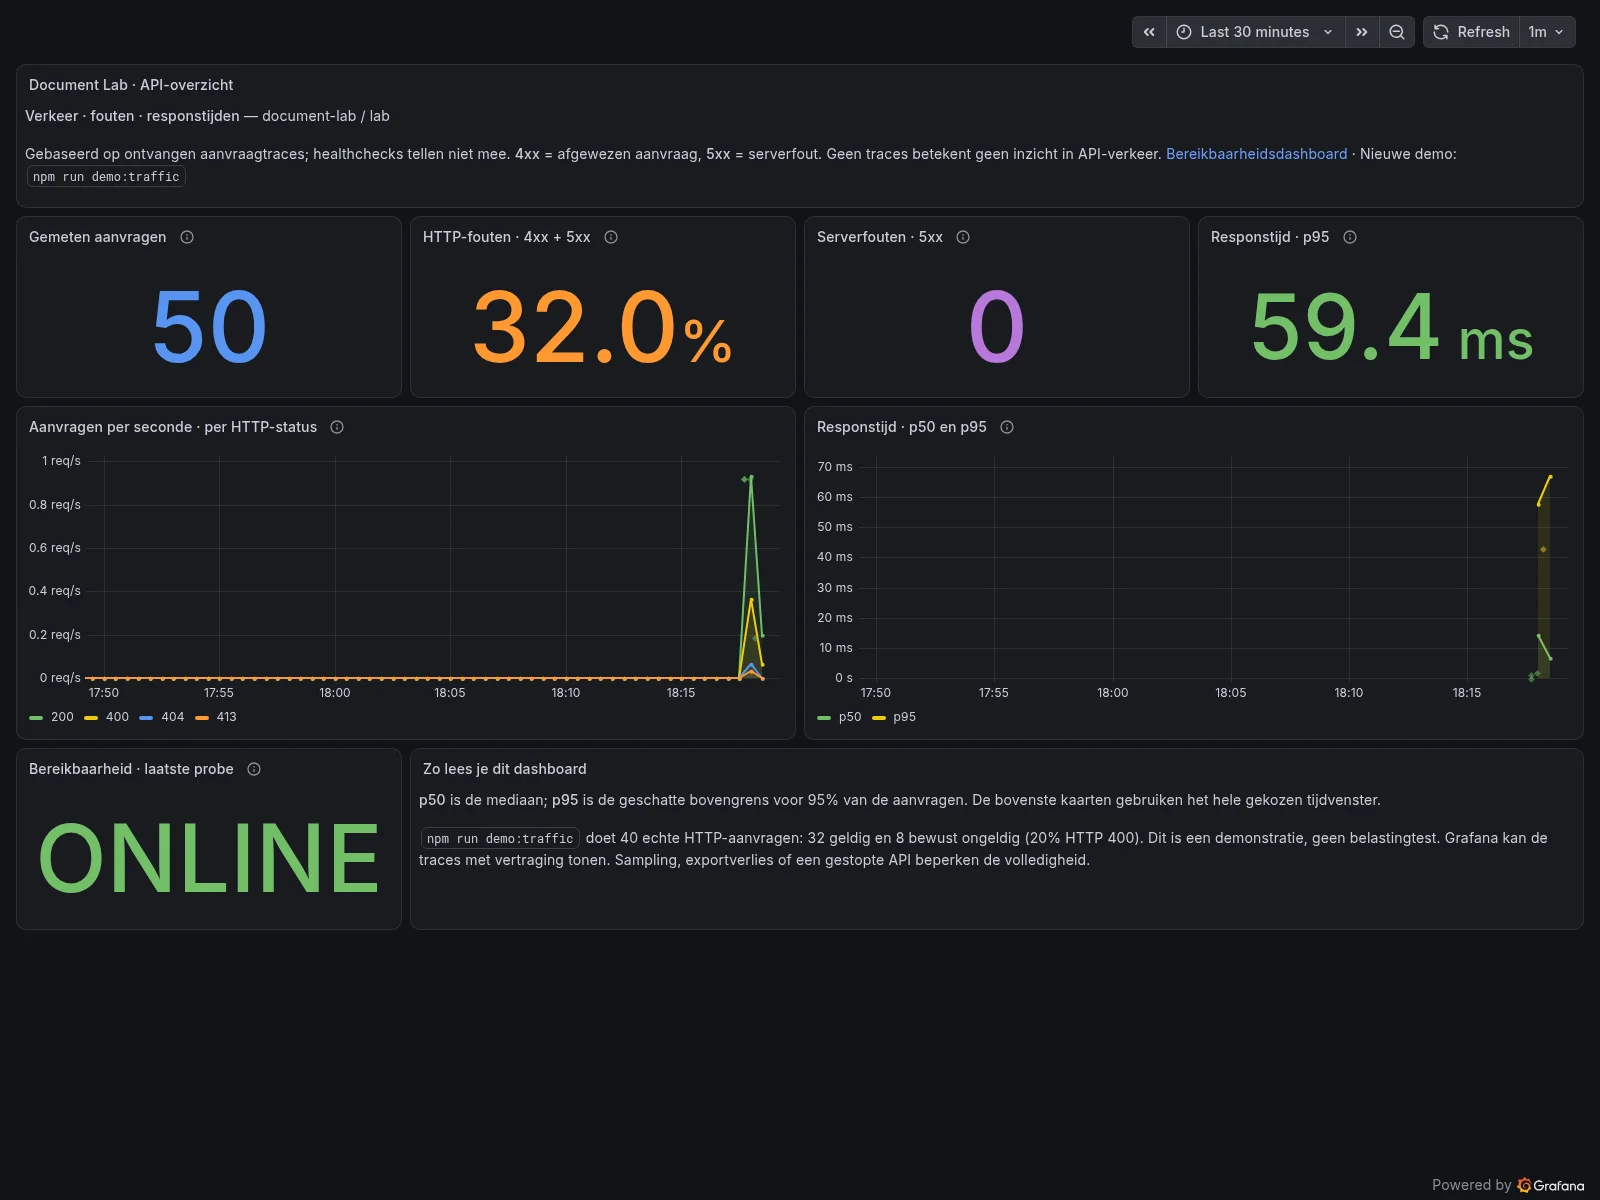 Last 30 minutes
Refresh
1m
Document Lab · API-overzicht
Verkeer · fouten · responstijden — document-lab / lab
Gebaseerd op ontvangen aanvraagtraces; healthchecks tellen niet mee. 4xx = afgewezen aanvraag, 5xx = serverfout. Geen traces betekent geen inzicht in API-verkeer. Bereikbaarheidsdashboard · Nieuwe demo:
npm run demo:traffic
Gemeten aanvragen
50
HTTP-fouten · 4xx + 5xx
32.0%
Serverfouten · 5xx
0
Responstijd · p95
59.4 ms
Aanvragen per seconde · per HTTP-status
1 req/s
0.8 req/s
0.6 req/s
0.4 req/s
0.2 req/s
0 req/s
17:50 17:55 18:00 18:05 18:10 18:15
200 400 404 413
Responstijd · p50 en p95
70 ms
60 ms
50 ms
40 ms
30 ms
20 ms
10 ms
0 s
17:50 17:55 18:00 18:05 18:10 18:15
p50 p95
Bereikbaarheid · laatste probe
ONLINE
Zo lees je dit dashboard
p50 is de mediaan; p95 is de geschatte bovengrens voor 95% van de aanvragen. De bovenste kaarten gebruiken het hele gekozen tijdvenster.
npm run demo:traffic doet 40 echte HTTP-aanvragen: 32 geldig en 8 bewust ongeldig (20% HTTP 400). Dit is een demonstratie, geen belastingtest. Grafana kan de
traces met vertraging tonen. Sampling, exportverlies of een gestopte API beperken de volledigheid.
Powered by Grafana